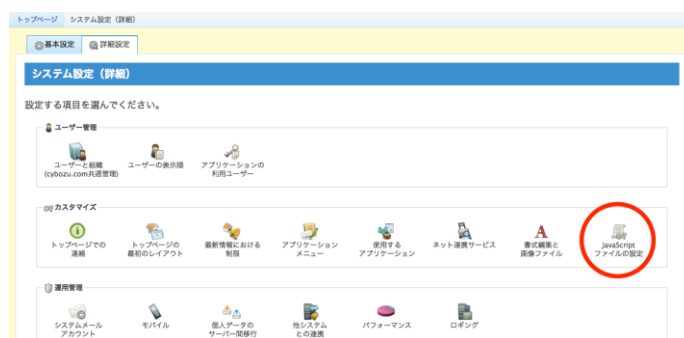 トップページ システム設定（詳細）
基本設定 詳細設定
システム設定（詳細）
設定する項目を選んでください。
ユーザー管理
ユーザーと組織
(cybozu.com共通管理)
ユーザーの表示順
アプリケーションの
利用ユーザー
カスタマイズ
トップページでの
連絡
トップページの
最初のレイアウト
最新情報における
制限
アプリケーション
メニュー
使用する
アプリケーション
ネット連携サービス
書式編集と
画像ファイル
JavaScript
ファイルの設定
運用管理
システムメール
アカウント
モバイル
個人データの
サーバー間移行
他システム
との連携
パフォーマンス
ロギング